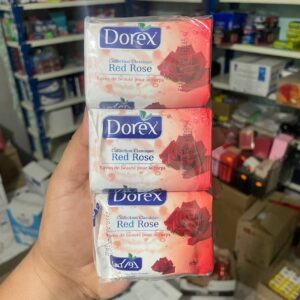 Dorex
Collection Classique
Red Rose
Savon de beauté pour le corps
Dorex
Collection Classique
Red Rose
Savon de beauté pour le corps
Dorex
Collection Classique
Red Rose
Savon de beauté pour le corps